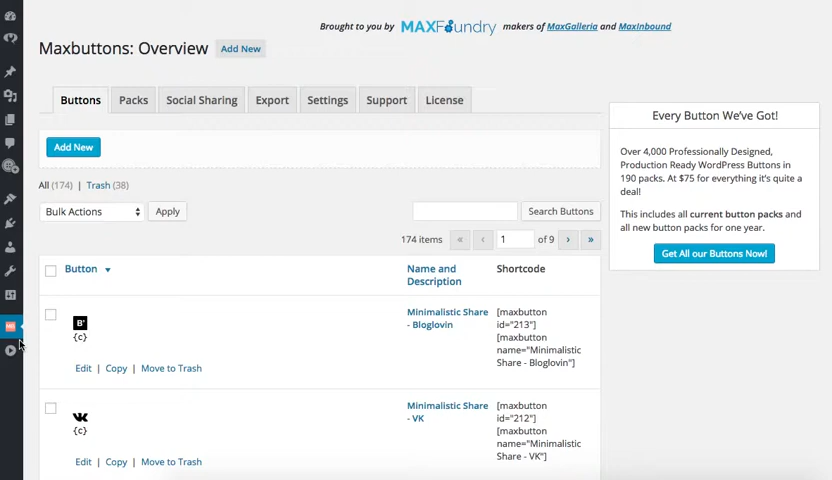 Brought to you by MAXFoundry makers of MaxGalleria and MaxInbound
Maxbuttons: Overview Add New
Buttons Packs Social Sharing Export Settings Support License
Add New
All (174) | Trash (38)
Bulk Actions Apply Search Buttons
174 items « ‹ 1 of 9 › »
Button Name and Description Shortcode
B+
{c}
Edit | Copy | Move to Trash
Minimalistic Share
- Bloglovin
[maxbutton
id="213"]
[maxbutton
name="Minimalistic
Share - Bloglovin"]
{c}
Edit | Copy | Move to Trash
Minimalistic Share
- VK
[maxbutton
id="212"]
[maxbutton
name="Minimalistic
Share - VK"]
Every Button We've Got!
Over 4,000 Professionally Designed,
Production Ready WordPress Buttons in
190 packs. At $75 for everything it's quite a
deal!
This includes all current button packs and
all new button packs for one year.
Get All our Buttons Now!